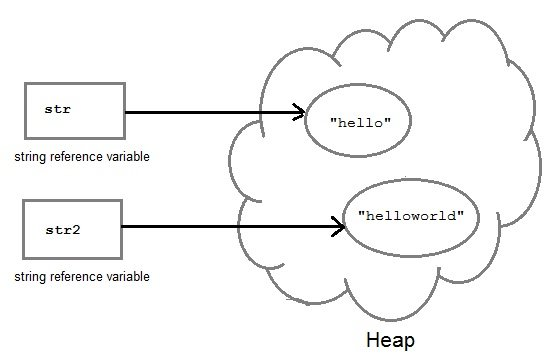 str
"hello"
string reference variable
str2
"helloworld"
string reference variable
Heap